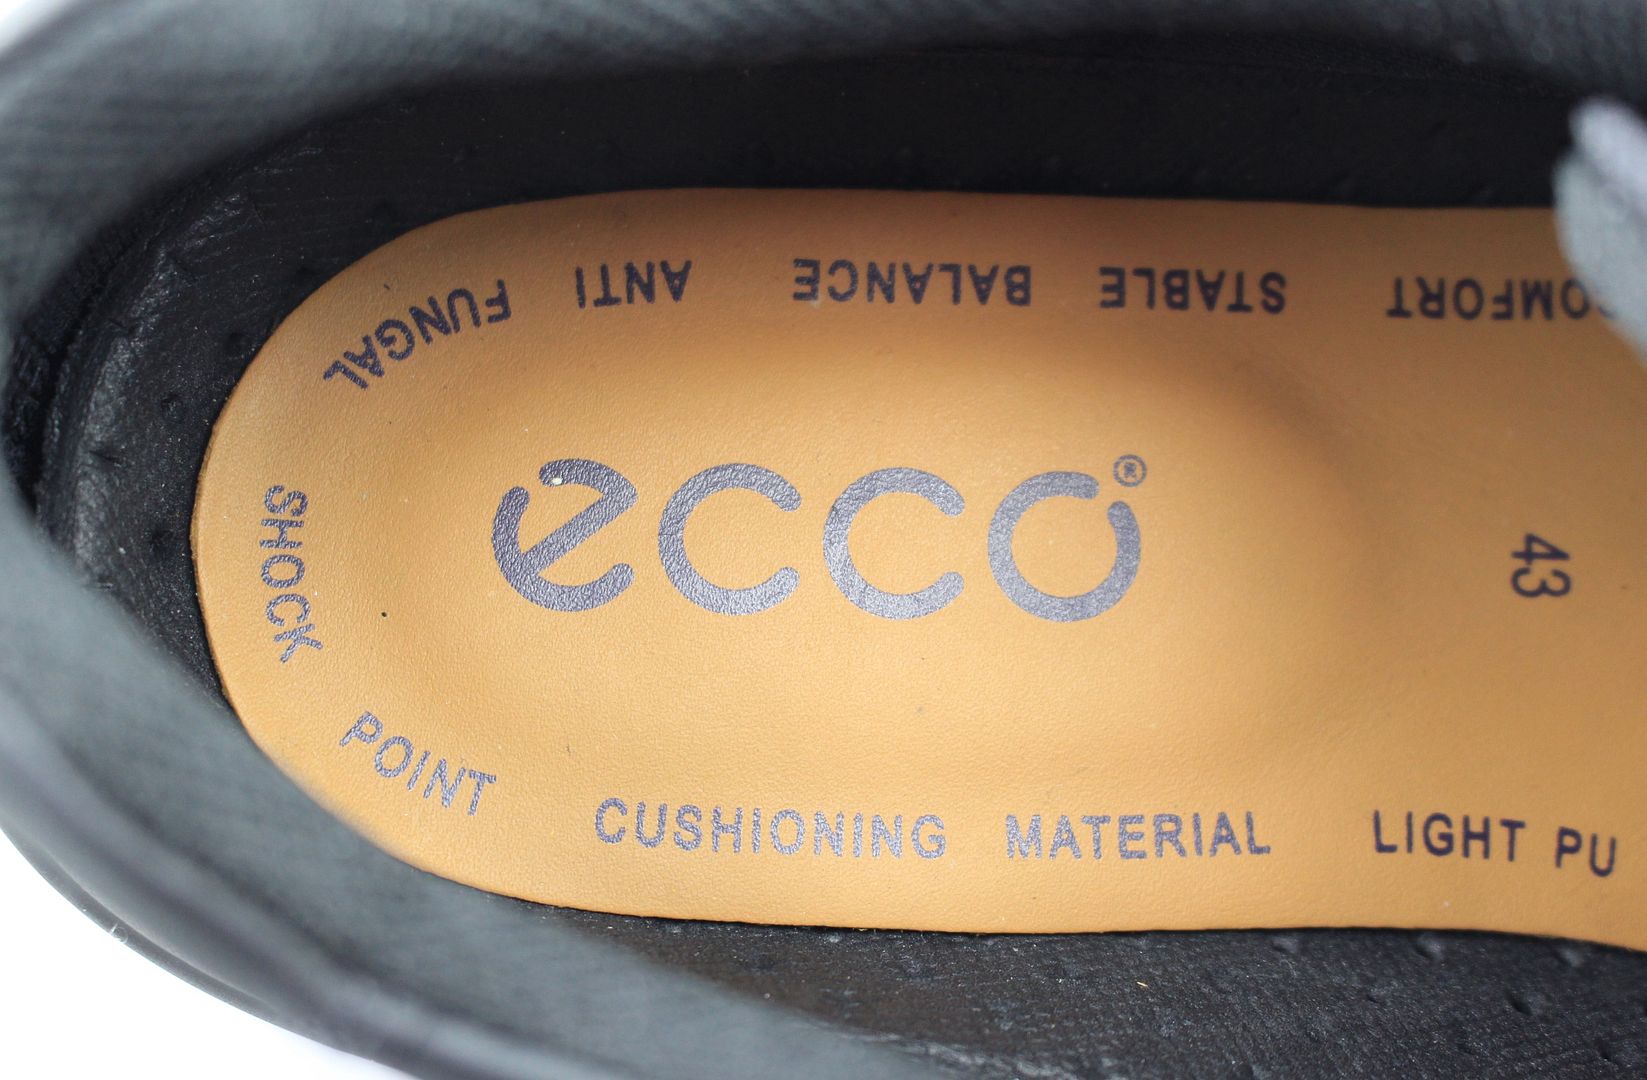 COMFORT STABLE BALANCE ANTI FUNGAL
SHOCK POINT CUSHIONING MATERIAL LIGHT PU
ecco®
43